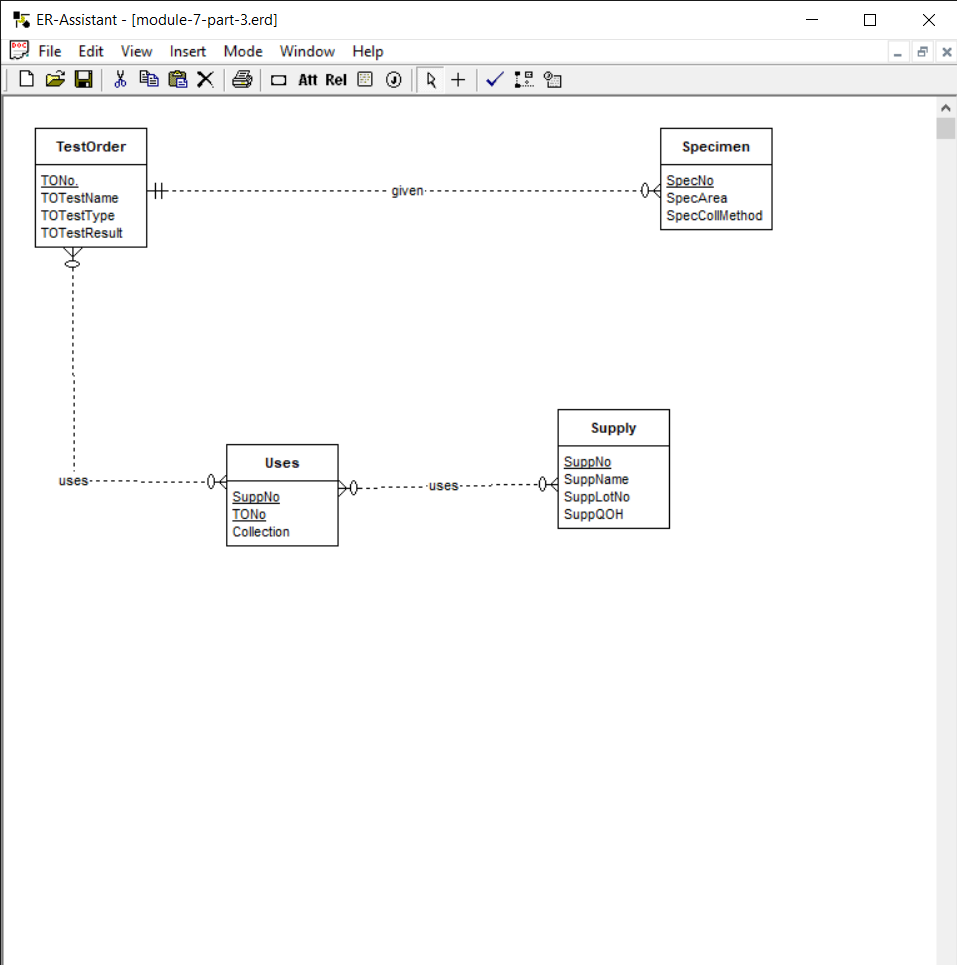 ER-Assistant - [module-7-part-3.erd]
File Edit View Insert Mode Window Help
DOC
Att Rel
TestOrder
TONo.
TOTestName
TOTestType
TOTestResult
given
Specimen
SpecNo
SpecArea
SpecCollMethod
uses
Uses
SuppNo
TONo
Collection
uses
Supply
SuppNo
SuppName
SuppLotNo
SuppQOH